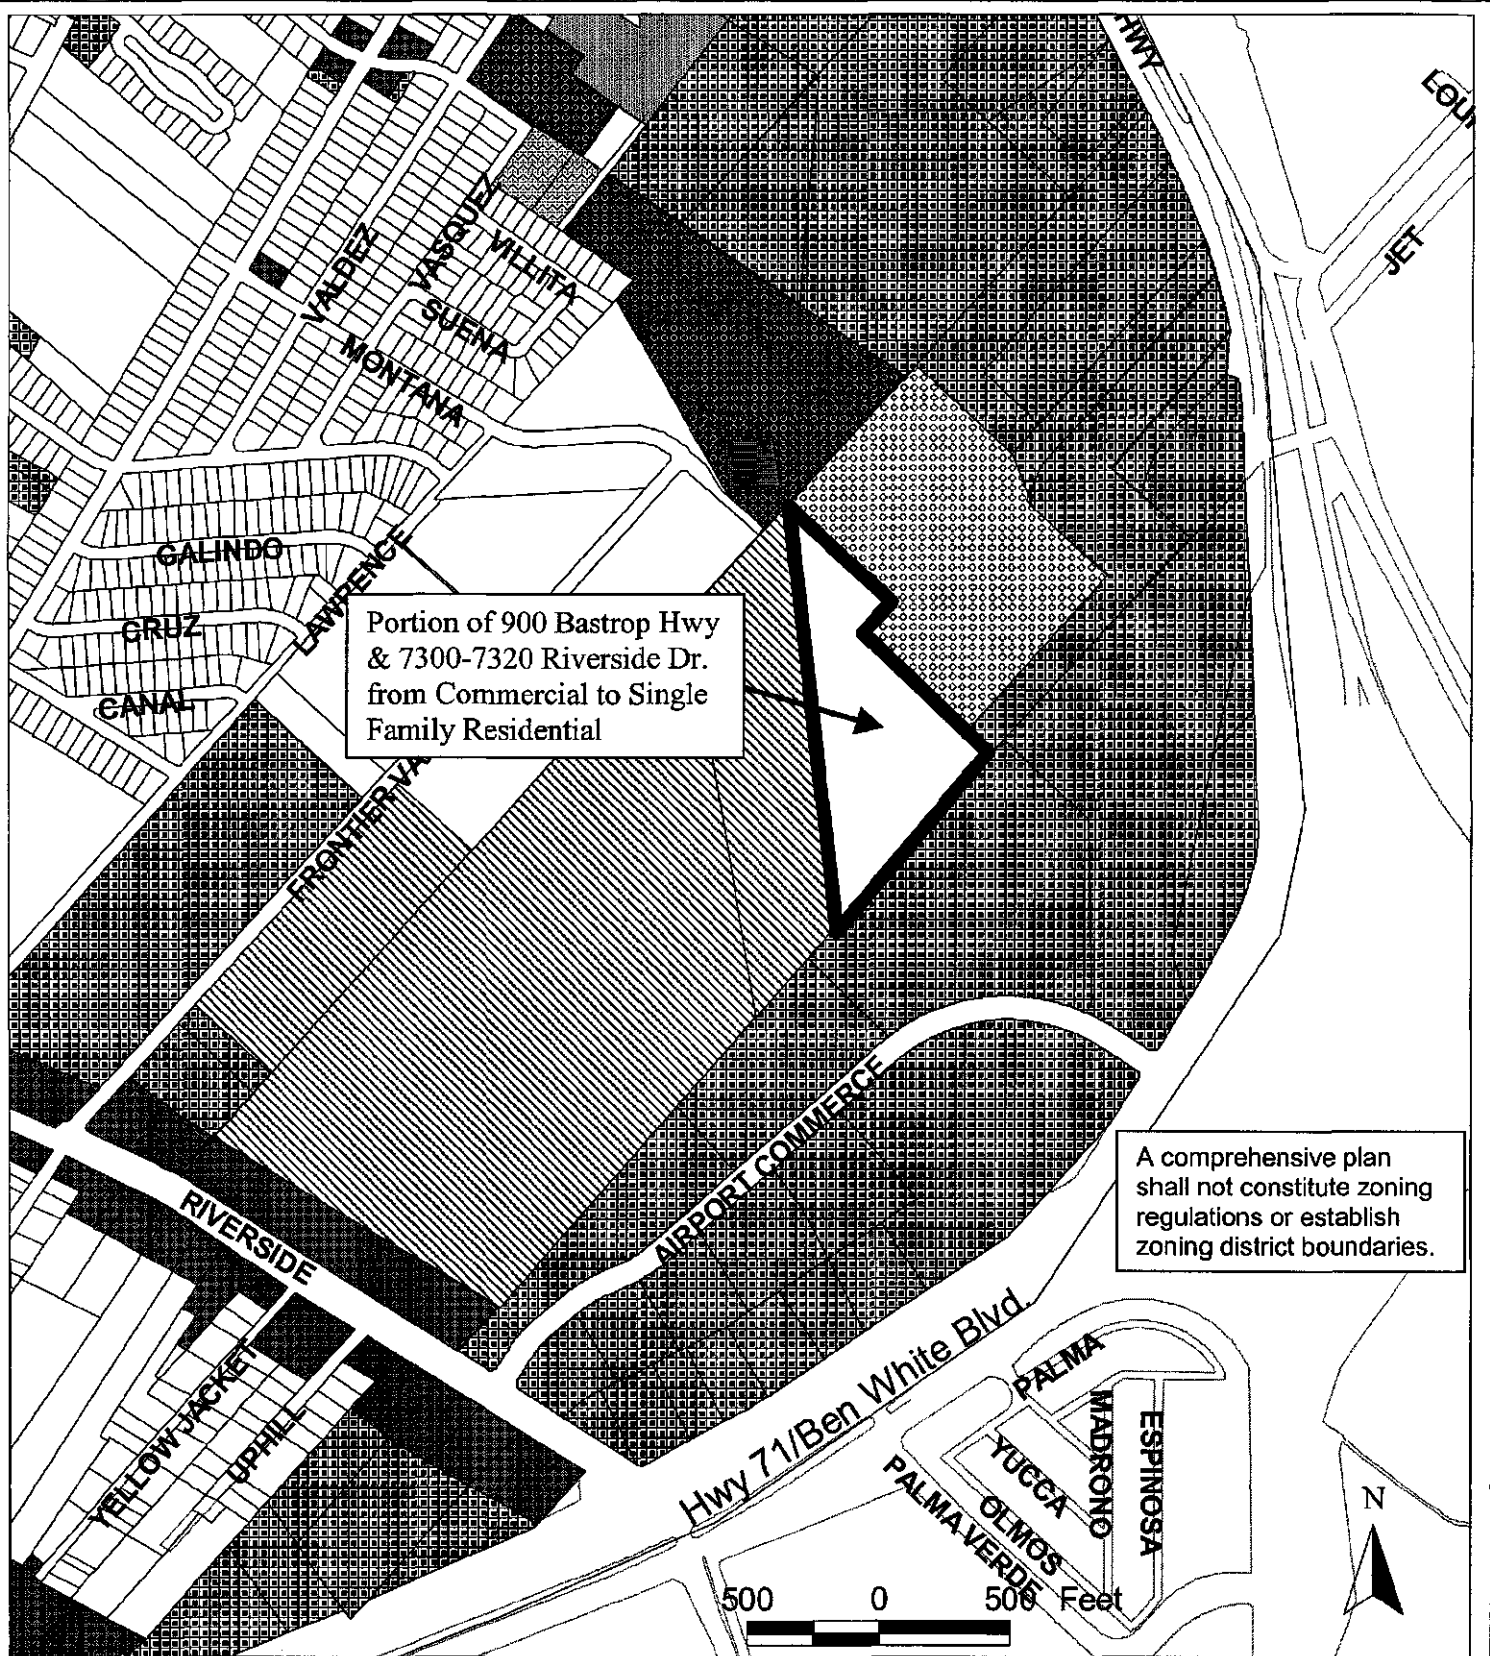 HWY
JET
VASQUEZ
VILLITA
VALDEZ
SUENA
MONTANA
GALINDO
LAWRENCE
CRUZ
CANAL
Portion of 900 Bastrop Hwy
& 7300-7320 Riverside Dr.
from Commercial to Single
Family Residential
FRONTIER VA
AIRPORT COMMERCE
A comprehensive plan
shall not constitute zoning
regulations or establish
zoning district boundaries.
RIVERSIDE
YELLOW JACKET
UPHILL
Hwy 71/Ben White Blvd.
PALMA
MADRONO
ESPINOSA
YUCCA
OLMOS
PALMA VERDE
N
500 0 500 Feet